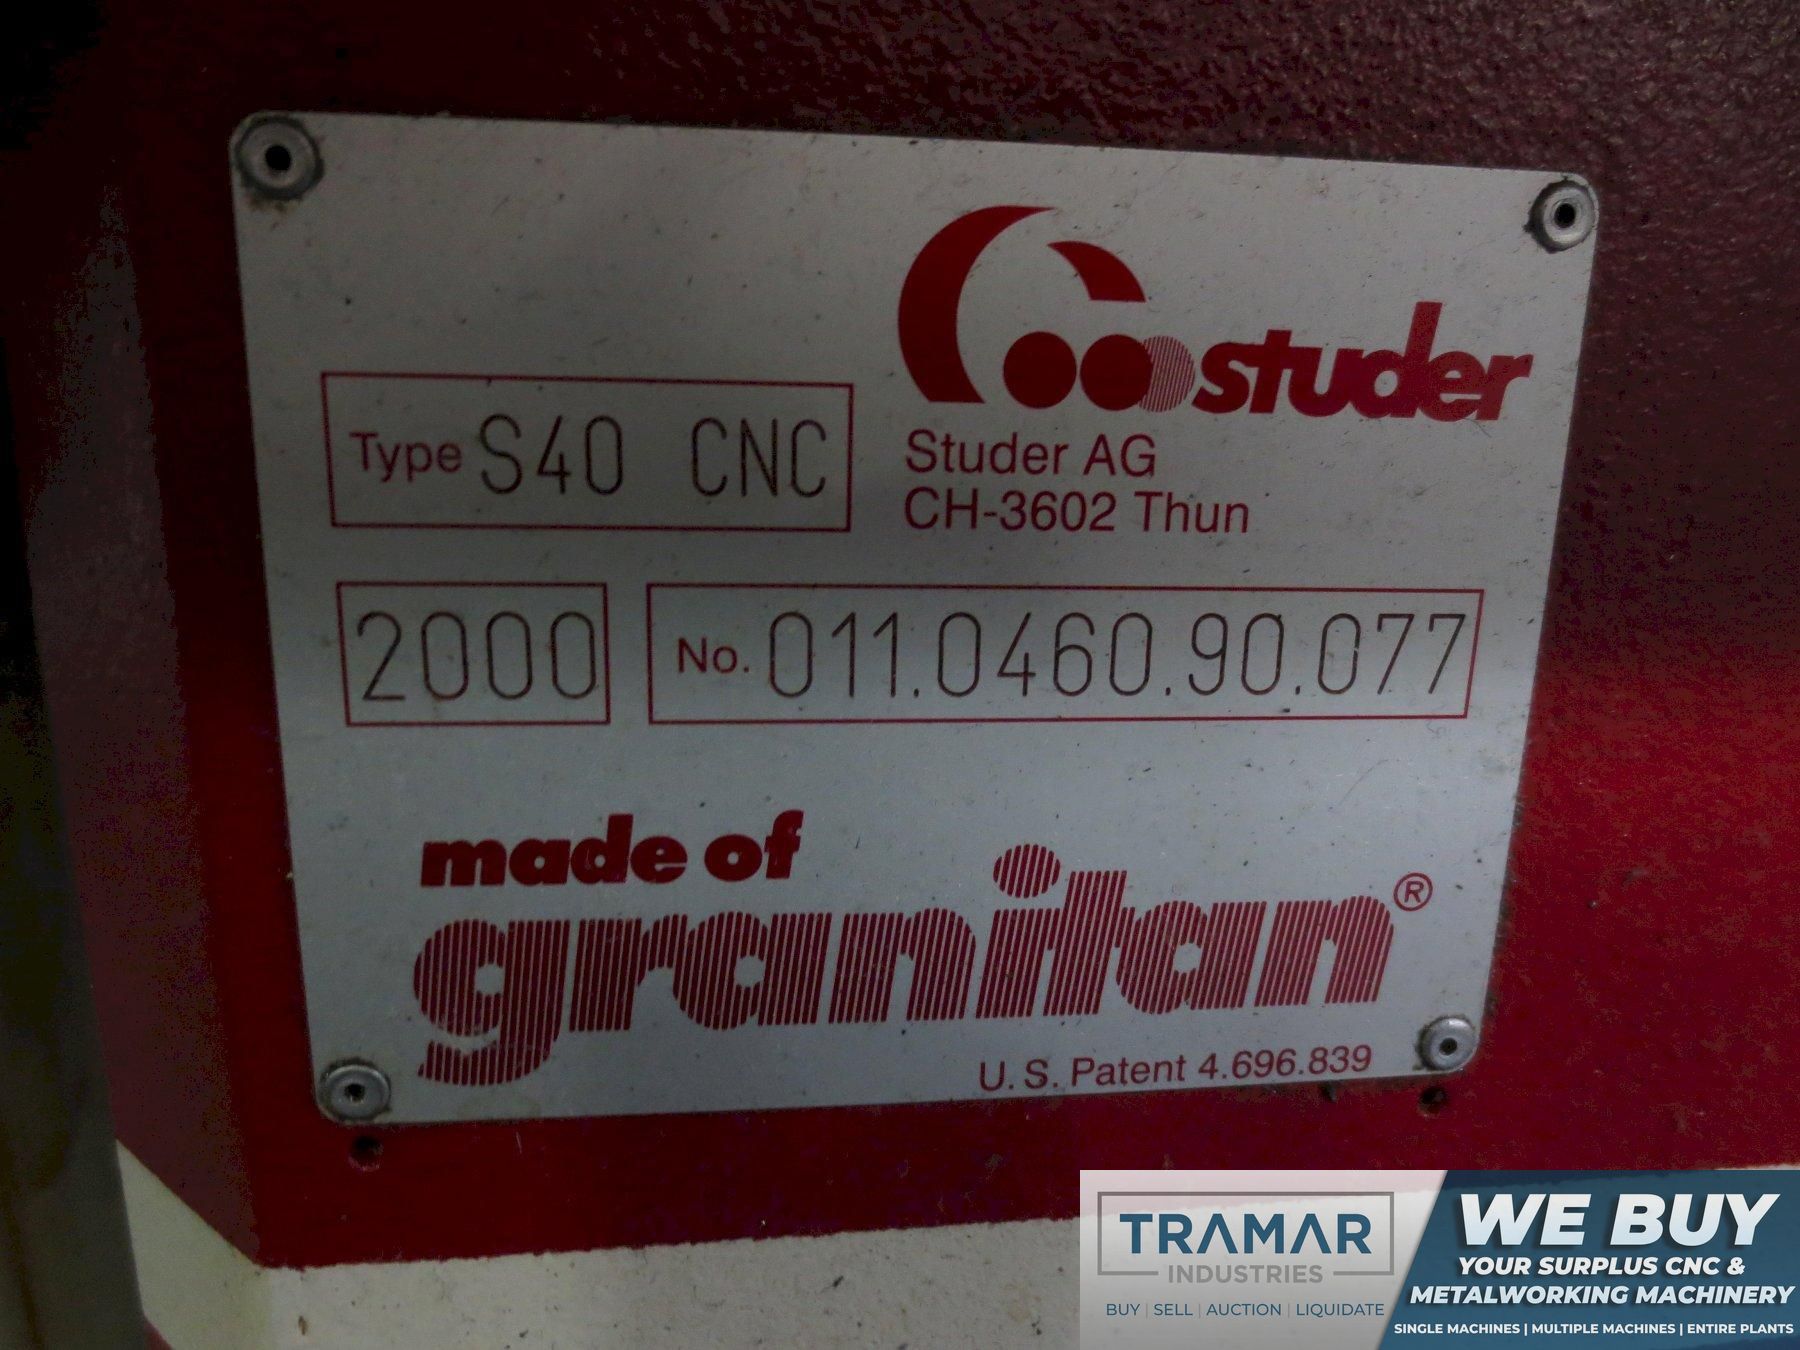 studer
Type S40 CNC
Studer AG
CH-3602 Thun
2000
No. 011.0460.90.077
made of
granitan®
U.S. Patent 4.696.839
TRAMAR
INDUSTRIES
BUY | SELL | AUCTION | LIQUIDATE
WE BUY
YOUR SURPLUS CNC &
METALWORKING MACHINERY
SINGLE MACHINES | MULTIPLE MACHINES | ENTIRE PLANTS